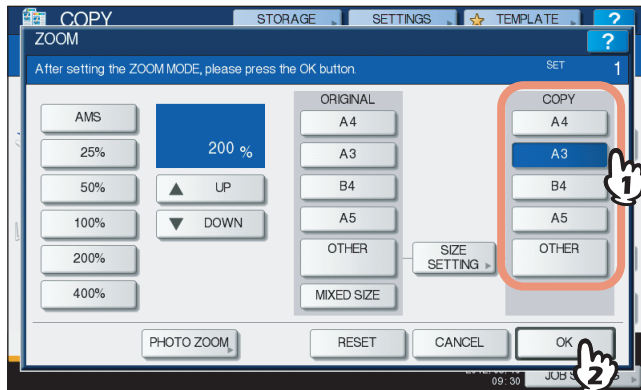 COPY STORAGE SETTINGS TEMPLATE ?
ZOOM ?
After setting the ZOOM MODE, please press the OK button. SET 1
ORIGINAL COPY
AMS A4 A4
25% 200 % A3 A3
1
50% UP B4 B4
100% DOWN A5 A5
200% OTHER SIZE SETTING OTHER
400% MIXED SIZE
PHOTO ZOOM RESET CANCEL OK
2
09:30 JOB S